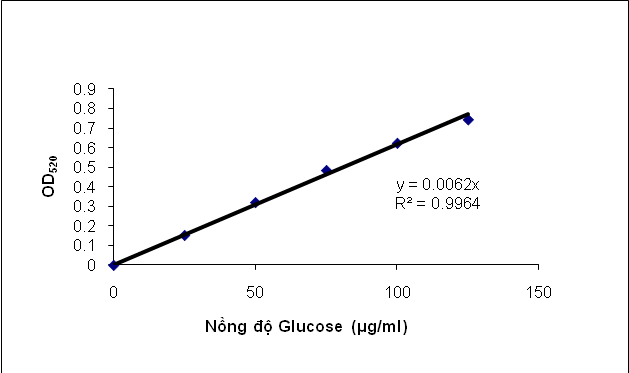 0.9
0.8
0.7
0.6
0.5
0.4
0.3
0.2
0.1
0
OD520
y = 0.0062x
R² = 0.9964
0 50 100 150
Nồng độ Glucose (µg/ml)